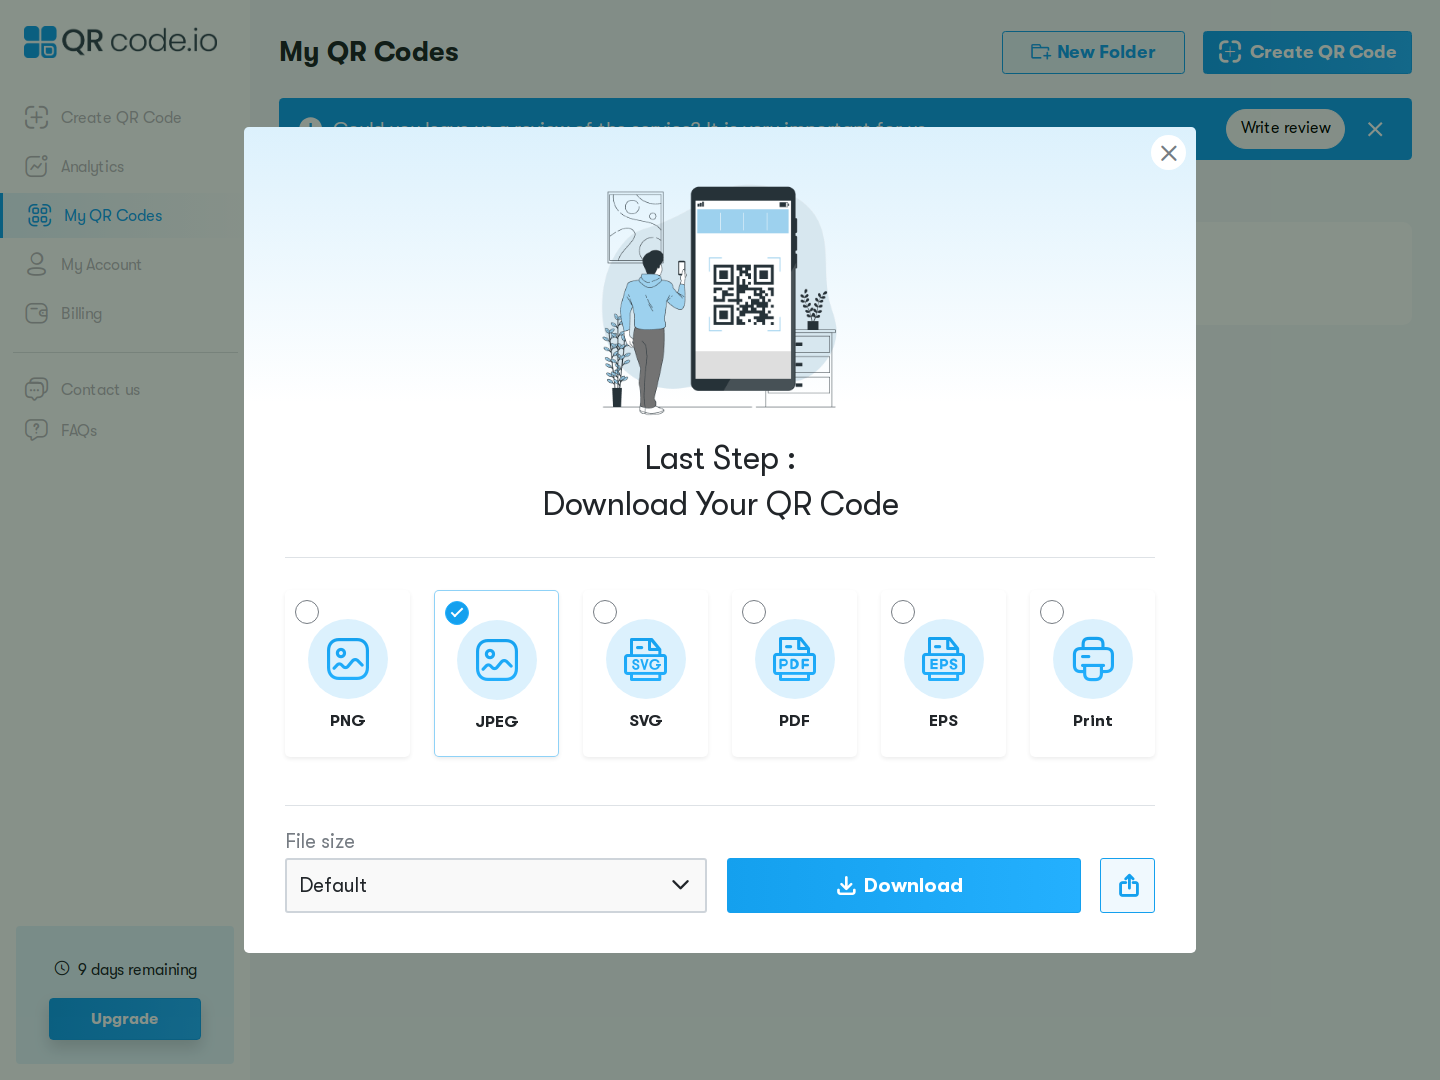 QR code.io
Create QR Code
Analytics
My QR Codes
My Account
Billing
Contact us
FAQs
9 days remaining
Upgrade
My QR Codes
New Folder
Create QR Code
Write review
Last Step :
Download Your QR Code
PNG
JPEG
SVG
SVG
PDF
PDF
EPS
EPS
Print
File size
Default
Download